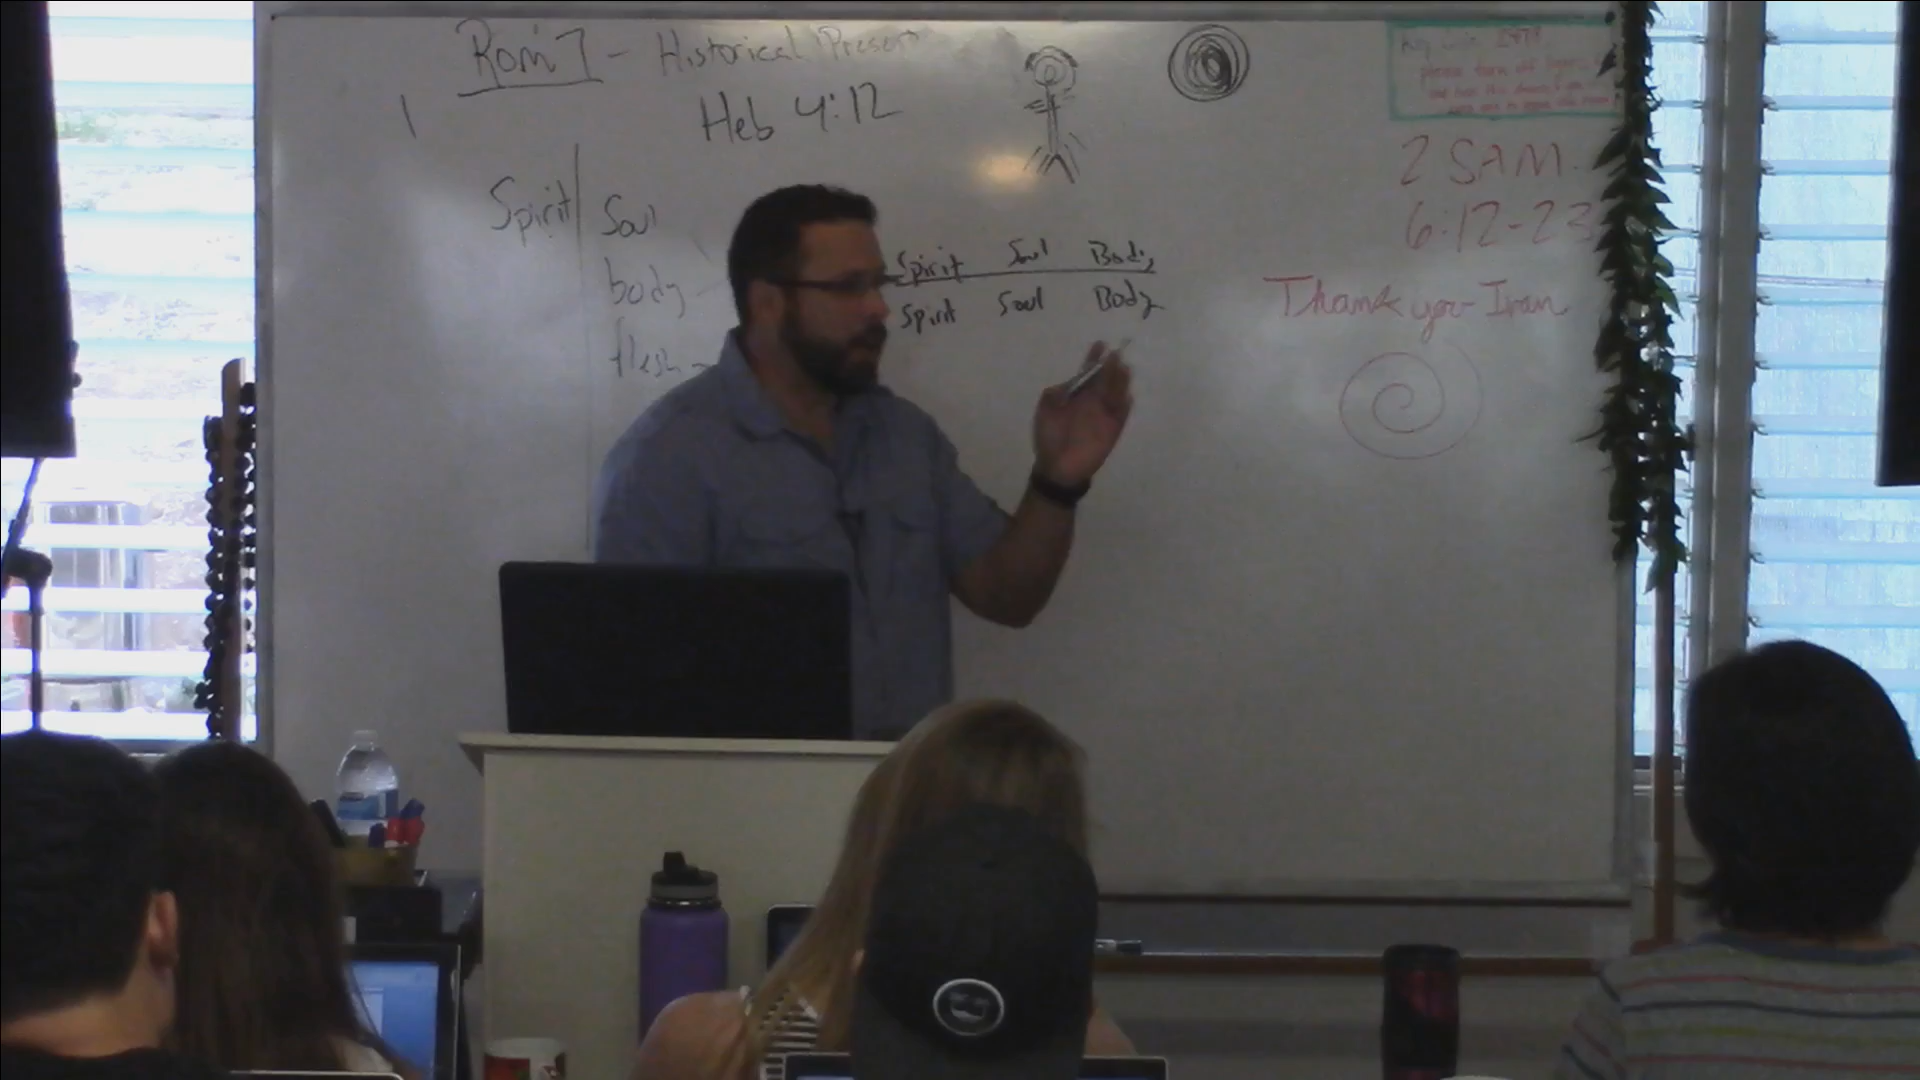 Rom 7 - Historical Present
Heb 4:12
Spirit Soul
body
flesh
Spirit Soul Body
Spirit Soul Body
2 SAM.
6:12-23
Thank you Ivan